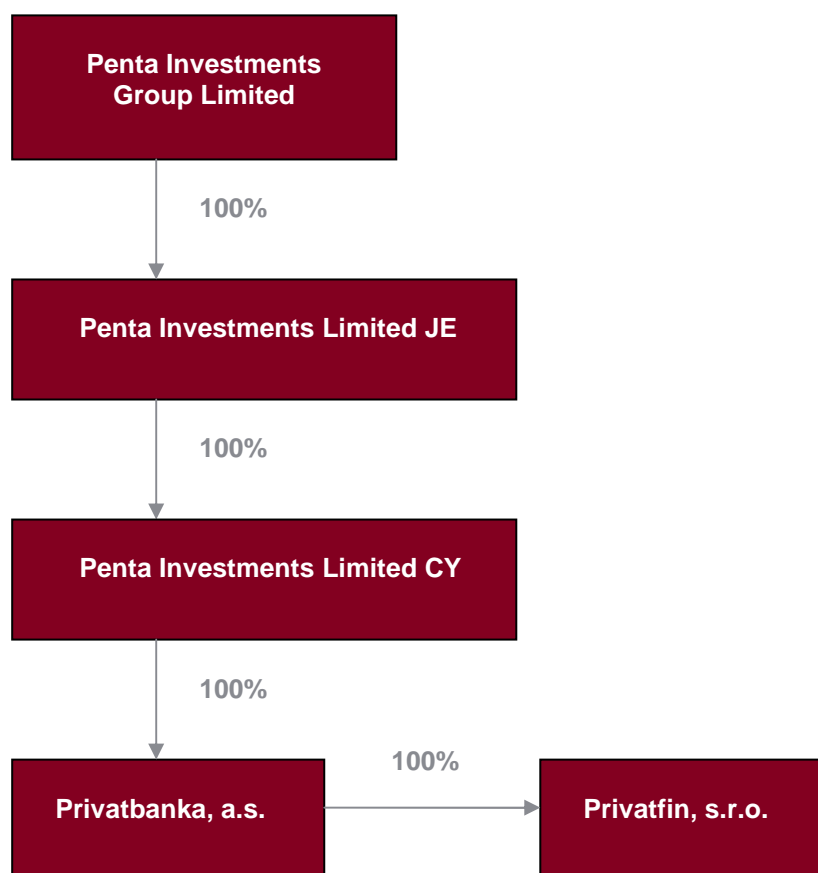 Penta Investments
Group Limited
100%
Penta Investments Limited JE
100%
Penta Investments Limited CY
100%
100%
Privatbanka, a.s.
Privatfin, s.r.o.